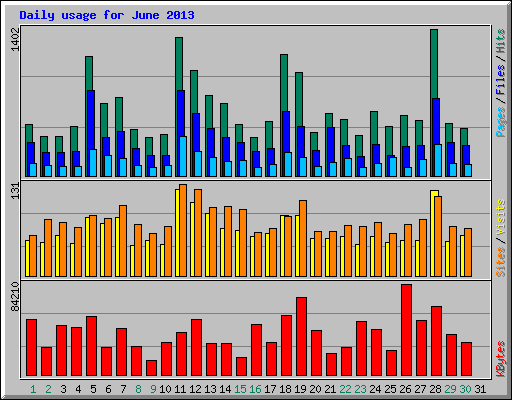 Daily usage for June 2013
1402
Pages / Files / Hits
131
Sites / Visits
84210
KBytes
1 2 3 4 5 6 7 8 9 10 11 12 13 14 15 16 17 18 19 20 21 22 23 24 25 26 27 28 29 30 31